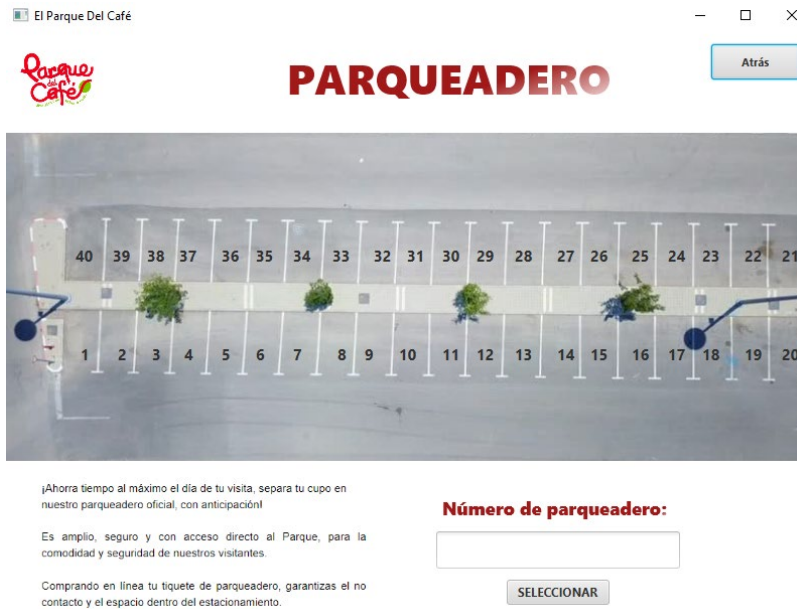 El Parque Del Café
Parque
del
Café
PARQUEADERO
Atrás
40 39 38 37 36 35 34 33 32 31 30 29 28 27 26 25 24 23 22 21
1 2 3 4 5 6 7 8 9 10 11 12 13 14 15 16 17 18 19 20
¡Ahorra tiempo al máximo el día de tu visita, separa tu cupo en
nuestro parqueadero oficial, con anticipación!
Es amplio, seguro y con acceso directo al Parque, para la
comodidad y seguridad de nuestros visitantes.
Comprando en línea tu tiquete de parqueadero, garantizas el no
contacto y el espacio dentro del estacionamiento.
Número de parqueadero:
SELECCIONAR